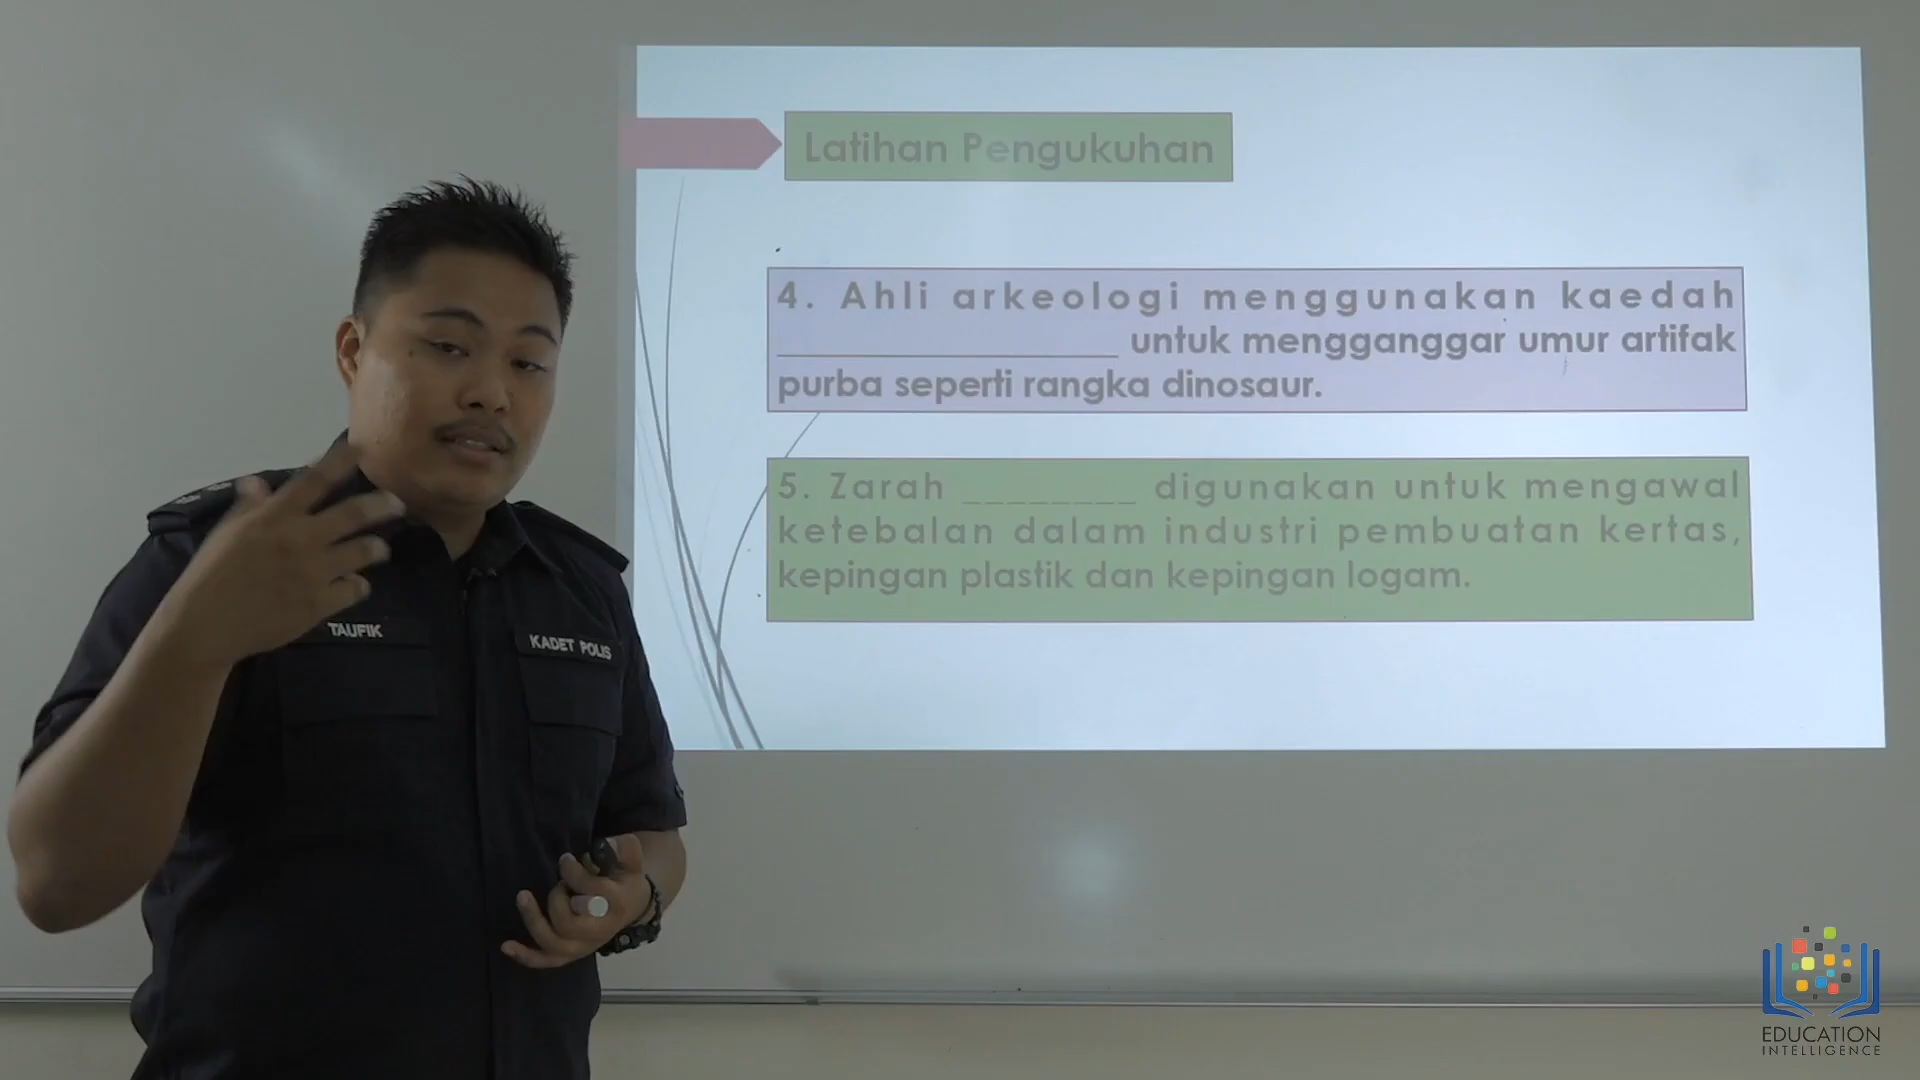 Latihan Pengukuhan
4. Ahli arkeologi menggunakan kaedah
____________________ untuk mengganggar umur artifak
purba seperti rangka dinosaur.
5. Zarah ________ digunakan untuk mengawal
ketebalan dalam industri pembuatan kertas,
kepingan plastik dan kepingan logam.
TAUFIK
KADET POLIS
EDUCATION
INTELLIGENCE